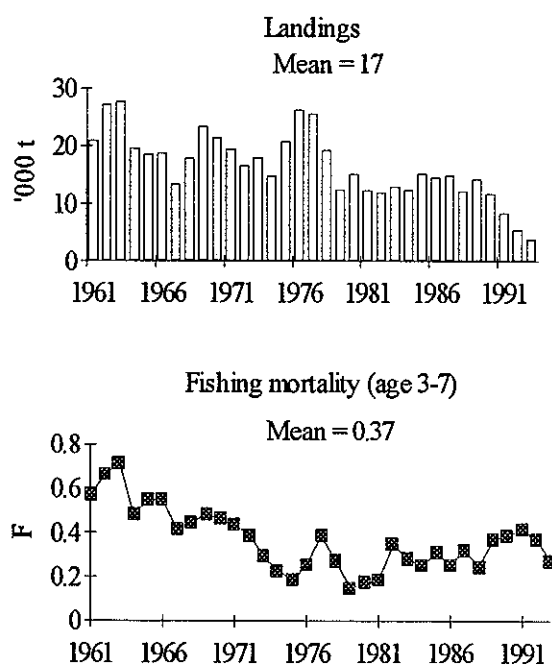 Landings
Mean = 17
'000 t
30
20
10
0
1961 1966 1971 1976 1981 1986 1991
Fishing mortality (age 3-7)
Mean = 0.37
F
0.8
0.6
0.4
0.2
0
1961 1966 1971 1976 1981 1986 1991